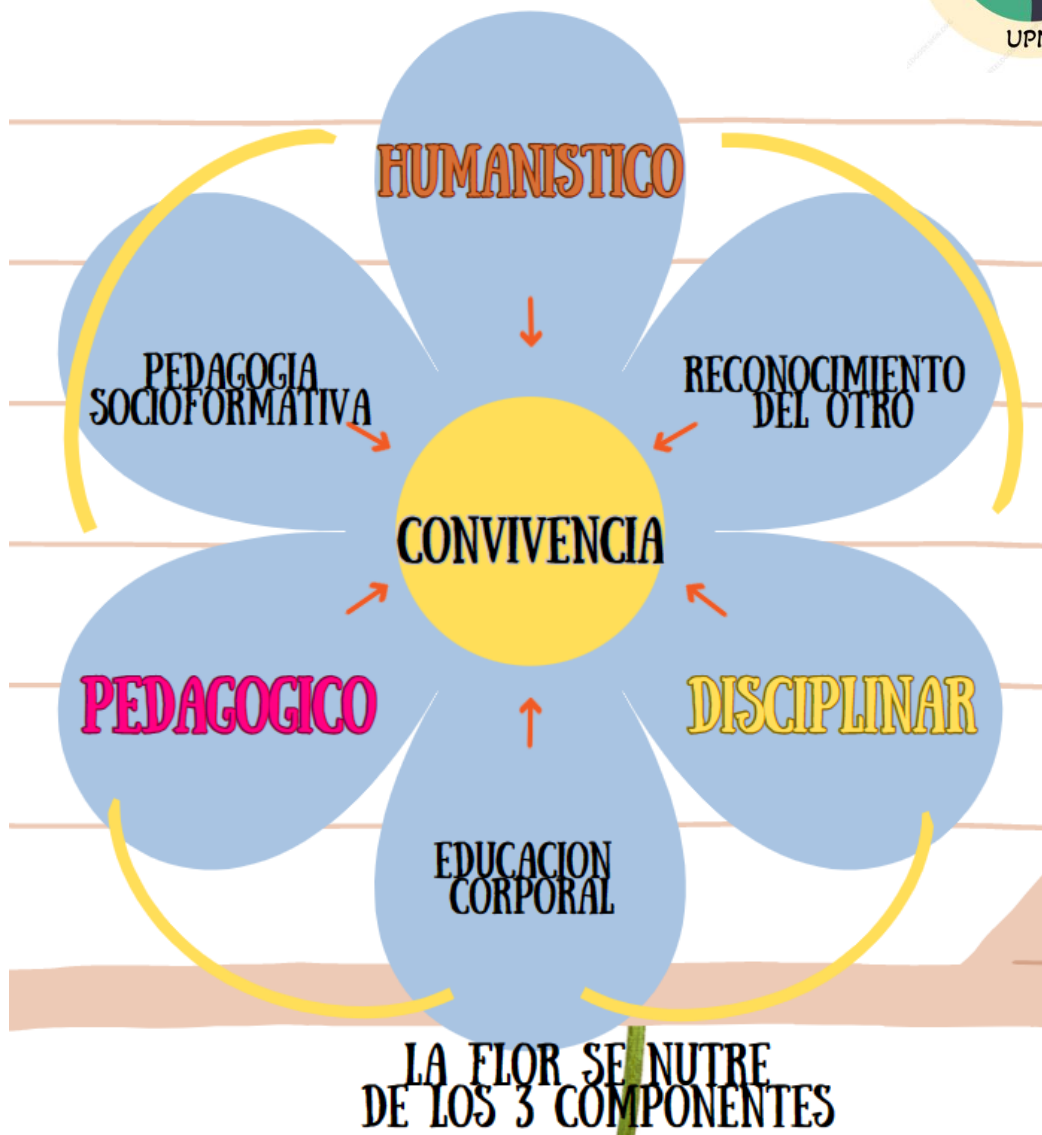 UPN
HUMANISTICO
PEDAGOGIA
SOCIOFORMATIVA
RECONOCIMIENTO
DEL OTRO
CONVIVENCIA
PEDAGOGICO
DISCIPLINAR
EDUCACION
CORPORAL
LA FLOR SE NUTRE
DE LOS 3 COMPONENTES